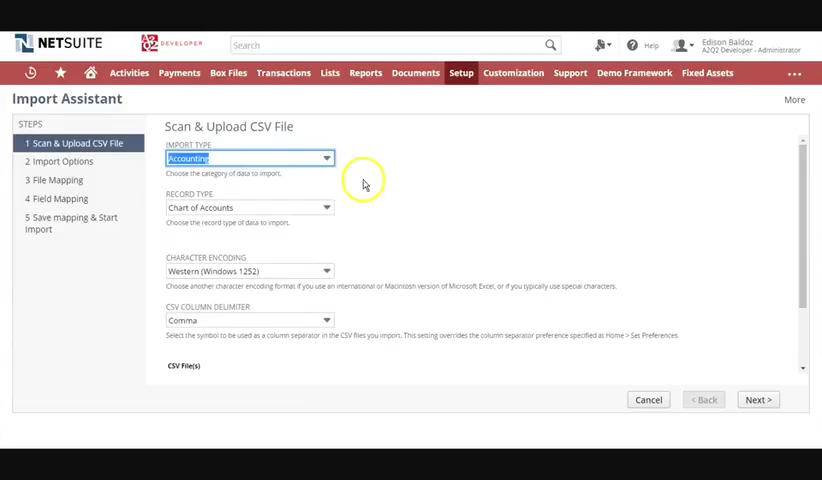 NETSUITE
A2Q2 DEVELOPER
Search
Help
Edison Baldoz
A2Q2 Developer - Administrator
Activities Payments Box Files Transactions Lists Reports Documents Setup Customization Support Demo Framework Fixed Assets
Import Assistant
More
STEPS
1 Scan & Upload CSV File
2 Import Options
3 File Mapping
4 Field Mapping
5 Save mapping & Start
Import
Scan & Upload CSV File
IMPORT TYPE
Accounting
Choose the category of data to import.
RECORD TYPE
Chart of Accounts
Choose the record type of data to import.
CHARACTER ENCODING
Western (Windows 1252)
Choose another character encoding format if you use an international or Macintosh version of Microsoft Excel, or if you typically use special characters.
CSV COLUMN DELIMITER
Comma
Select the symbol to be used as a column separator in the CSV files you import. This setting overrides the column separator preference specified at Home > Set Preferences.
CSV File(s)
Cancel
< Back
Next >